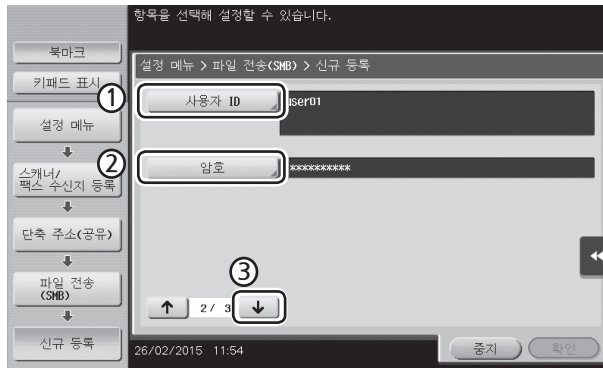 항목을 선택해 설정할 수 있습니다.
북마크
키패드 표시
설정 메뉴
스캐너/
팩스 수신지 등록
단축 주소(공유)
파일 전송
(SMB)
신규 등록
설정 메뉴 > 파일 전송(SMB) > 신규 등록
① 사용자 ID user01
② 암호 **********
③
↑ 2/ 3 ↓
26/02/2015 11:54
중지 확인